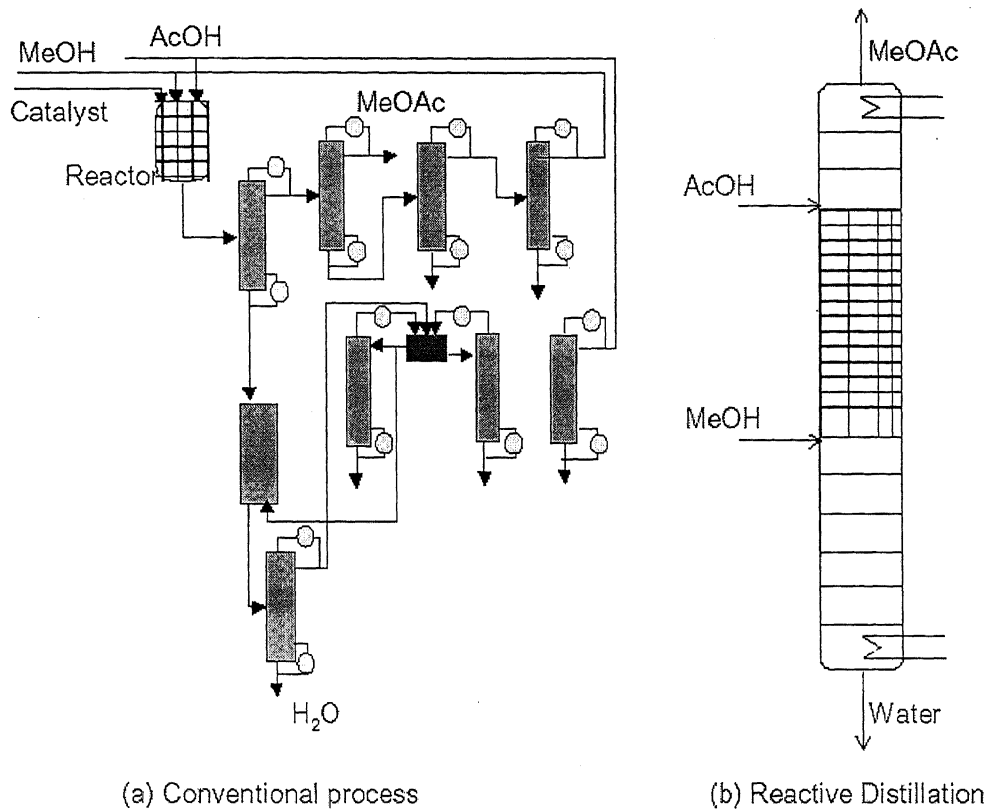 AcOH
MeOH
Catalyst
Reactor
MeOAc
H₂O
(a) Conventional process
MeOAc
AcOH
MeOH
Water
(b) Reactive Distillation